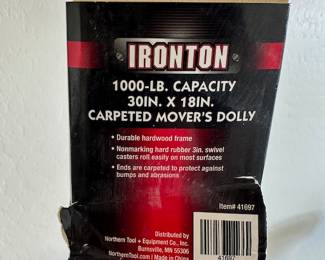 IRONTON
1000-LB. CAPACITY
30IN. X 18IN.
CARPETED MOVER'S DOLLY
• Durable hardwood frame
• Nonmarking hard rubber 3in. swivel
casters roll easily on most surfaces
• Ends are carpeted to protect against
bumps and abrasions
Item# 41697
Distributed by
Northern Tool + Equipment Co., Inc.
Burnsville, MN 55306
NorthernTool.com | Made in China
41697